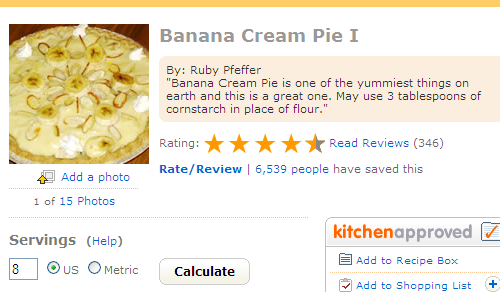 Banana Cream Pie I
By: Ruby Pfeffer
"Banana Cream Pie is one of the yummiest things on
earth and this is a great one. May use 3 tablespoons of
cornstarch in place of flour."
Rating: Read Reviews (346)
Add a photo
Rate/Review | 6,539 people have saved this
1 of 15 Photos
Servings (Help)
8 US Metric
Calculate
kitchenapproved
Add to Recipe Box
Add to Shopping List